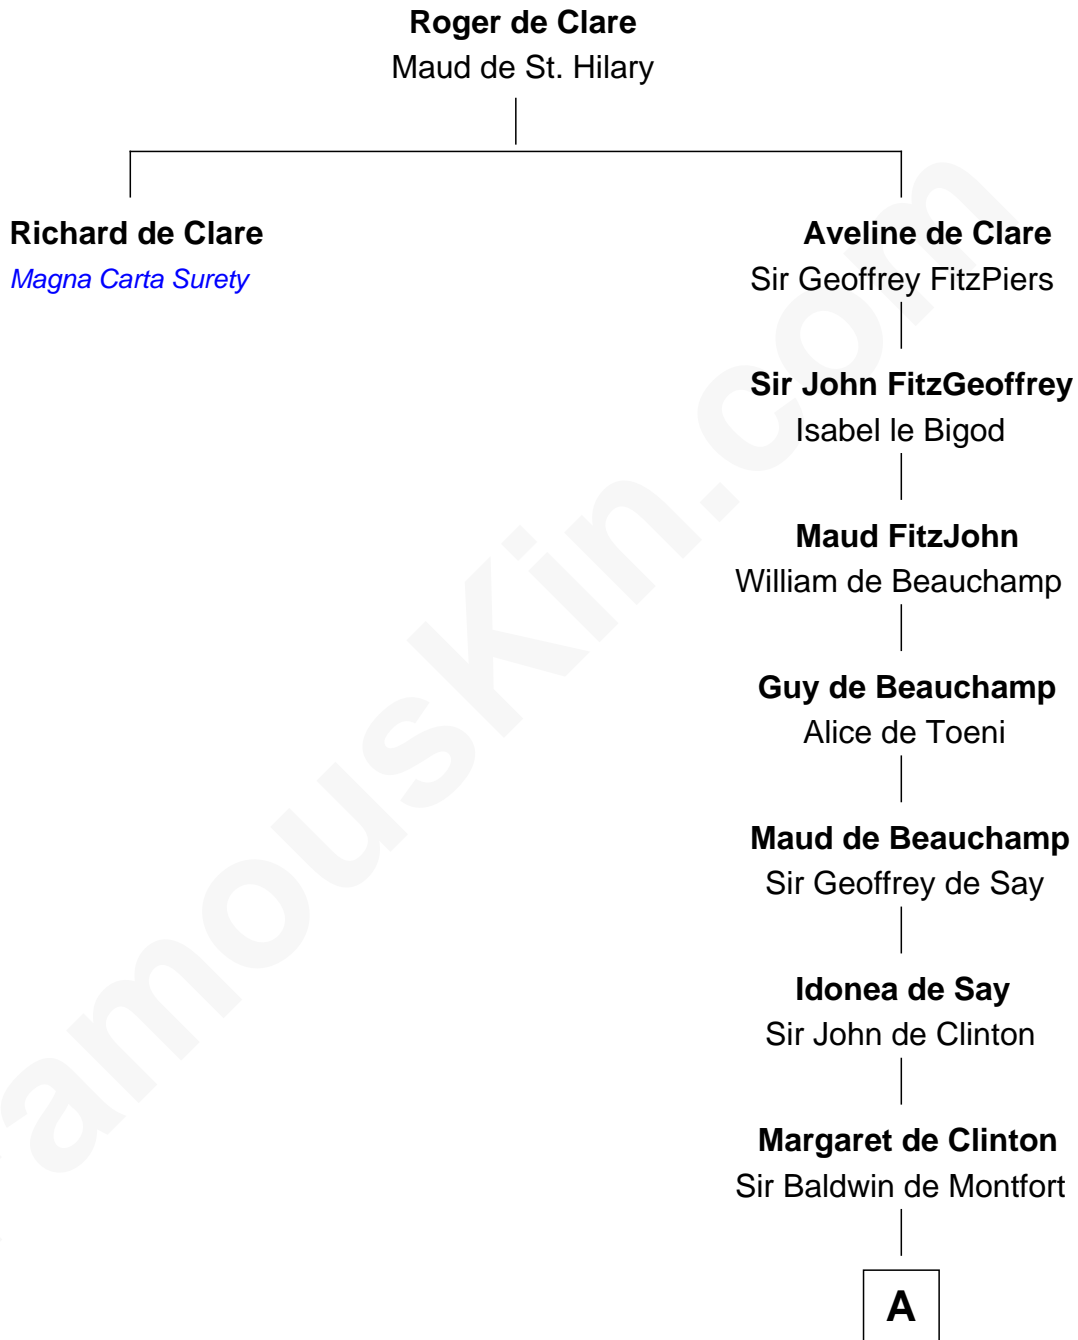 Roger de Clare
Maud de St. Hilary
Richard de Clare
Magna Carta Surety
Aveline de Clare
Sir Geoffrey FitzPiers
Sir John FitzGeoffrey
Isabel le Bigod
Maud FitzJohn
William de Beauchamp
Guy de Beauchamp
Alice de Toeni
Maud de Beauchamp
Sir Geoffrey de Say
Idonea de Say
Sir John de Clinton
Margaret de Clinton
Sir Baldwin de Montfort
A
amouskin.com